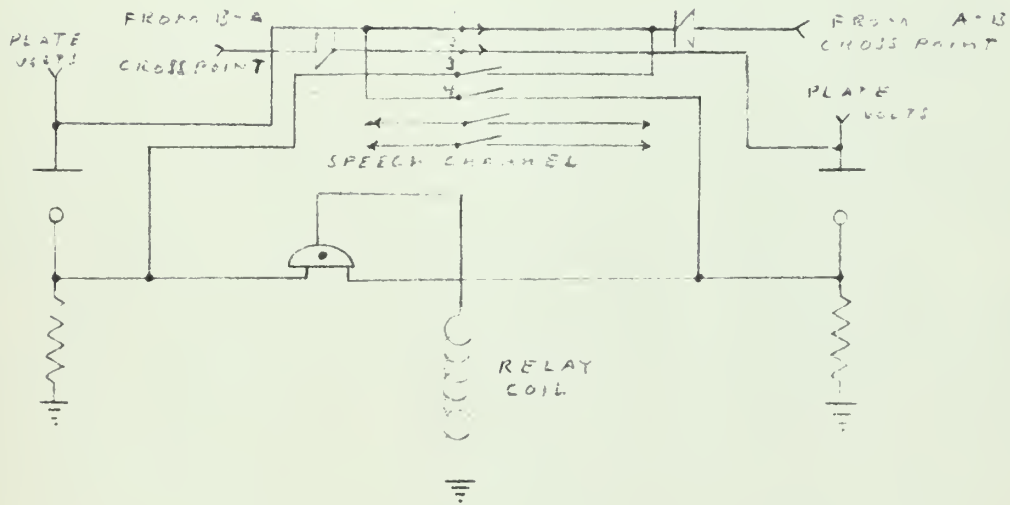 FROM B-A
CROSSPOINT
PLATE
VOLTS
1
2
3
4
FROM A-B
CROSS POINT
PLATE
VOLTS
SPEECH CHANNEL
RELAY
COIL